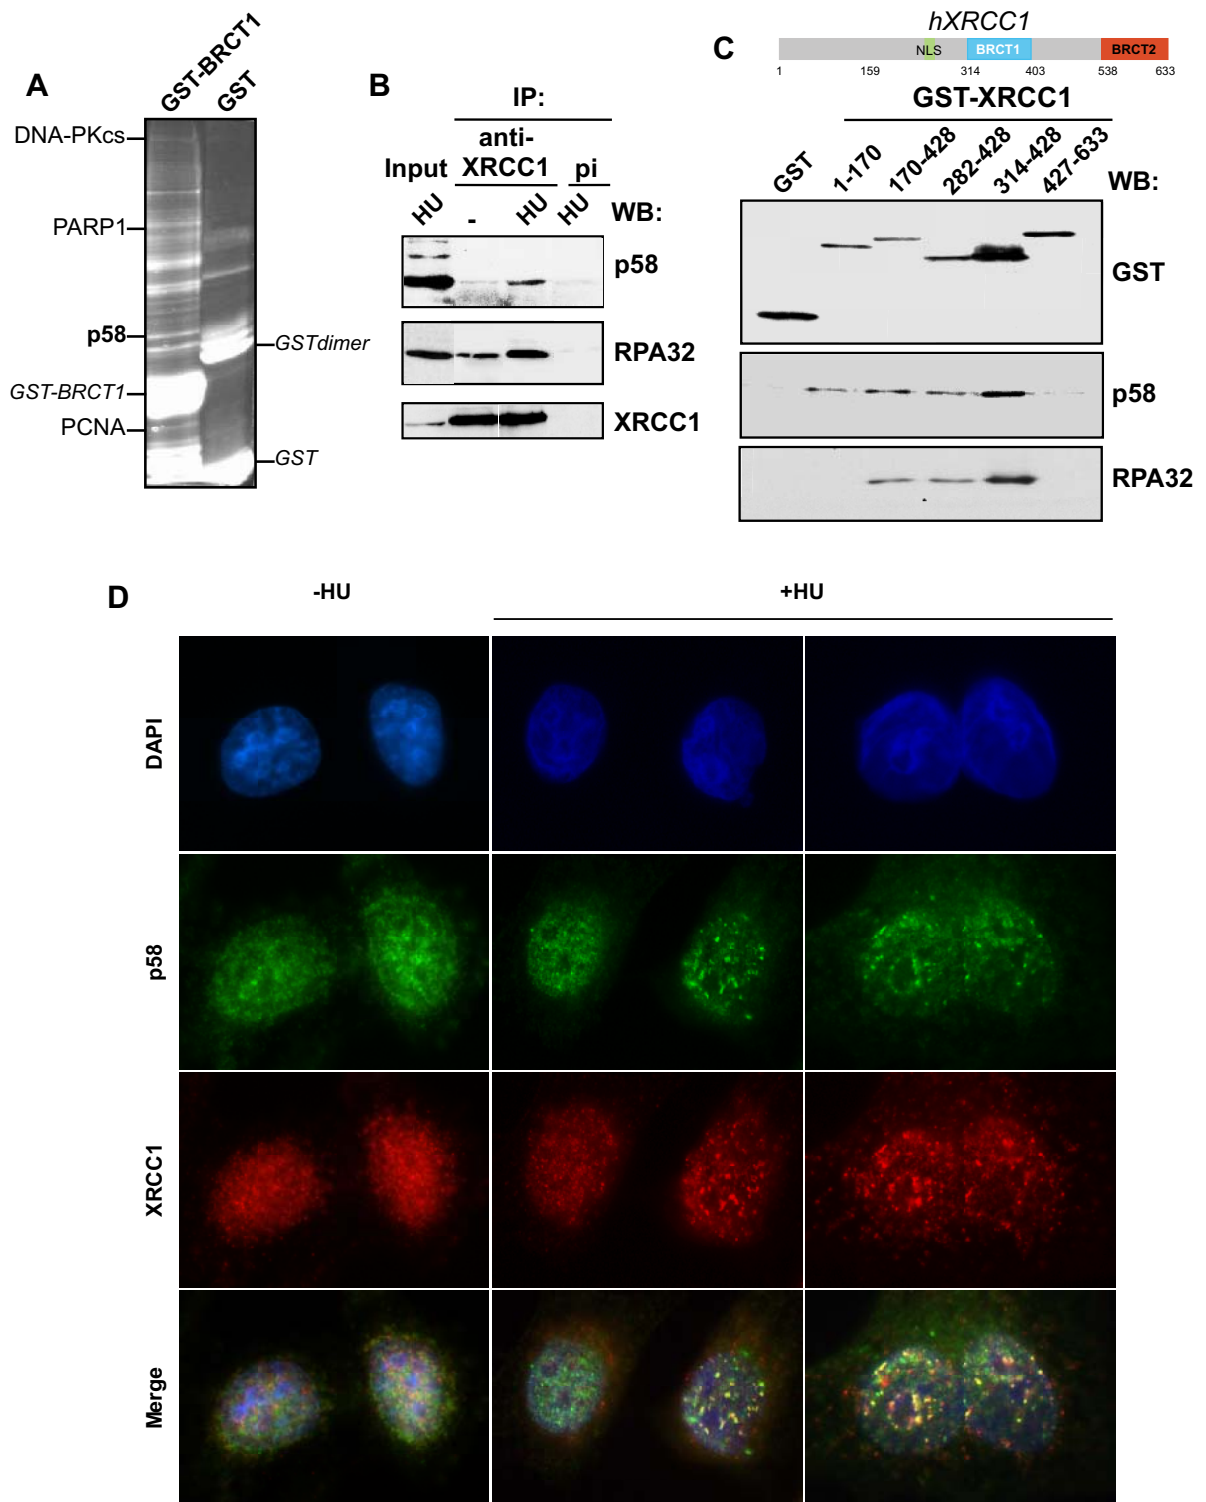 A
GST-BRCT1
GST
DNA-PKcs
PARP1
p58
GST-BRCT1
PCNA
GSTdimer
GST
B
IP:
anti-
Input XRCC1 pi
HU - HU HU WB:
p58
RPA32
XRCC1
C
hXRCC1
NLS BRCT1 BRCT2
1 159 314 403 538 633
GST-XRCC1
GST 1-170 170-428 282-428 314-428 427-633 WB:
GST
p58
RPA32
D
-HU +HU
DAPI
p58
XRCC1
Merge